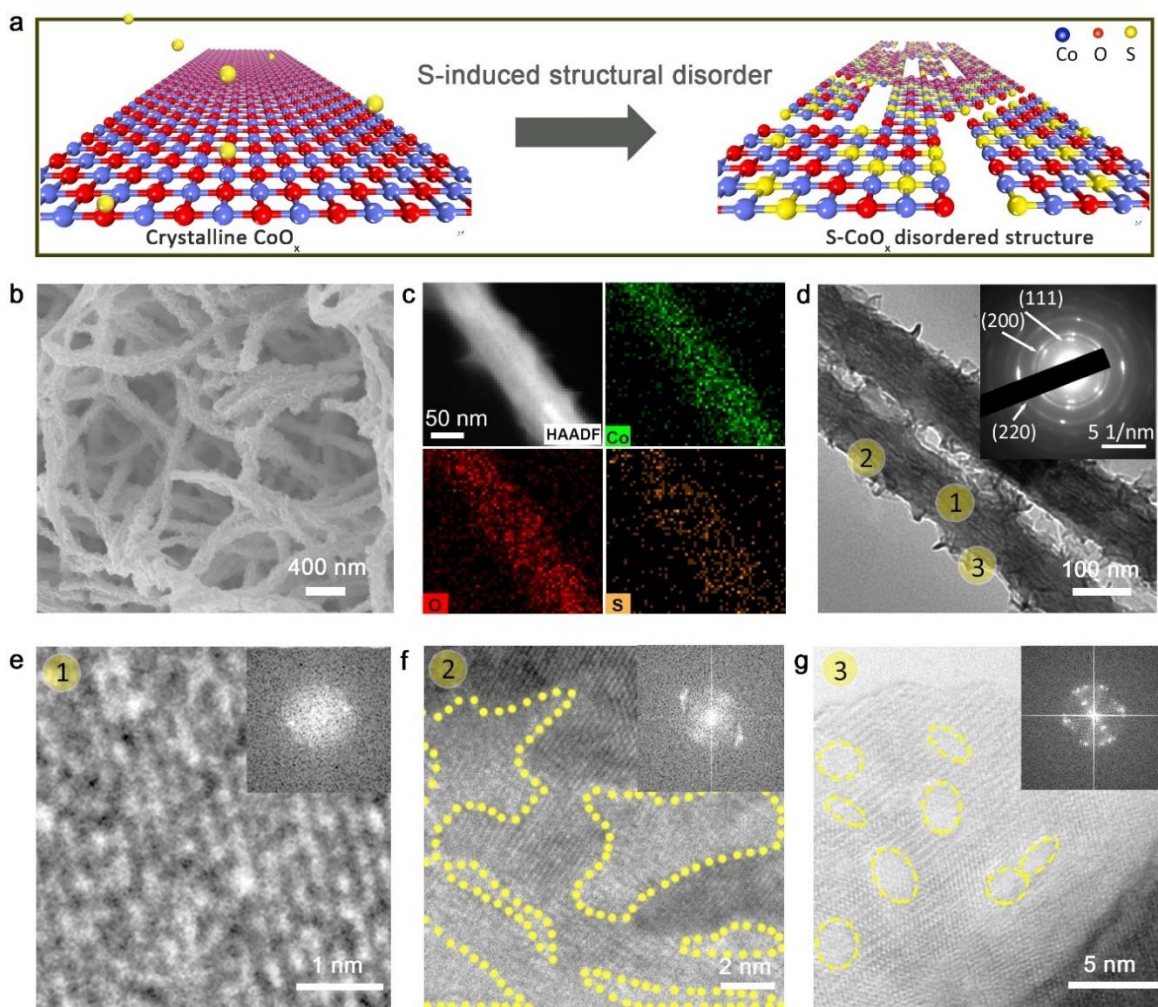 a
S-induced structural disorder
Co O S
Crystalline CoOₓ
S-CoOₓ disordered structure
b
400 nm
c
50 nm
HAADF
Co
O
S
d
(111)
(200)
(220)
5 1/nm
2
1
3
100 nm
e
1
1 nm
f
2
2 nm
g
3
5 nm